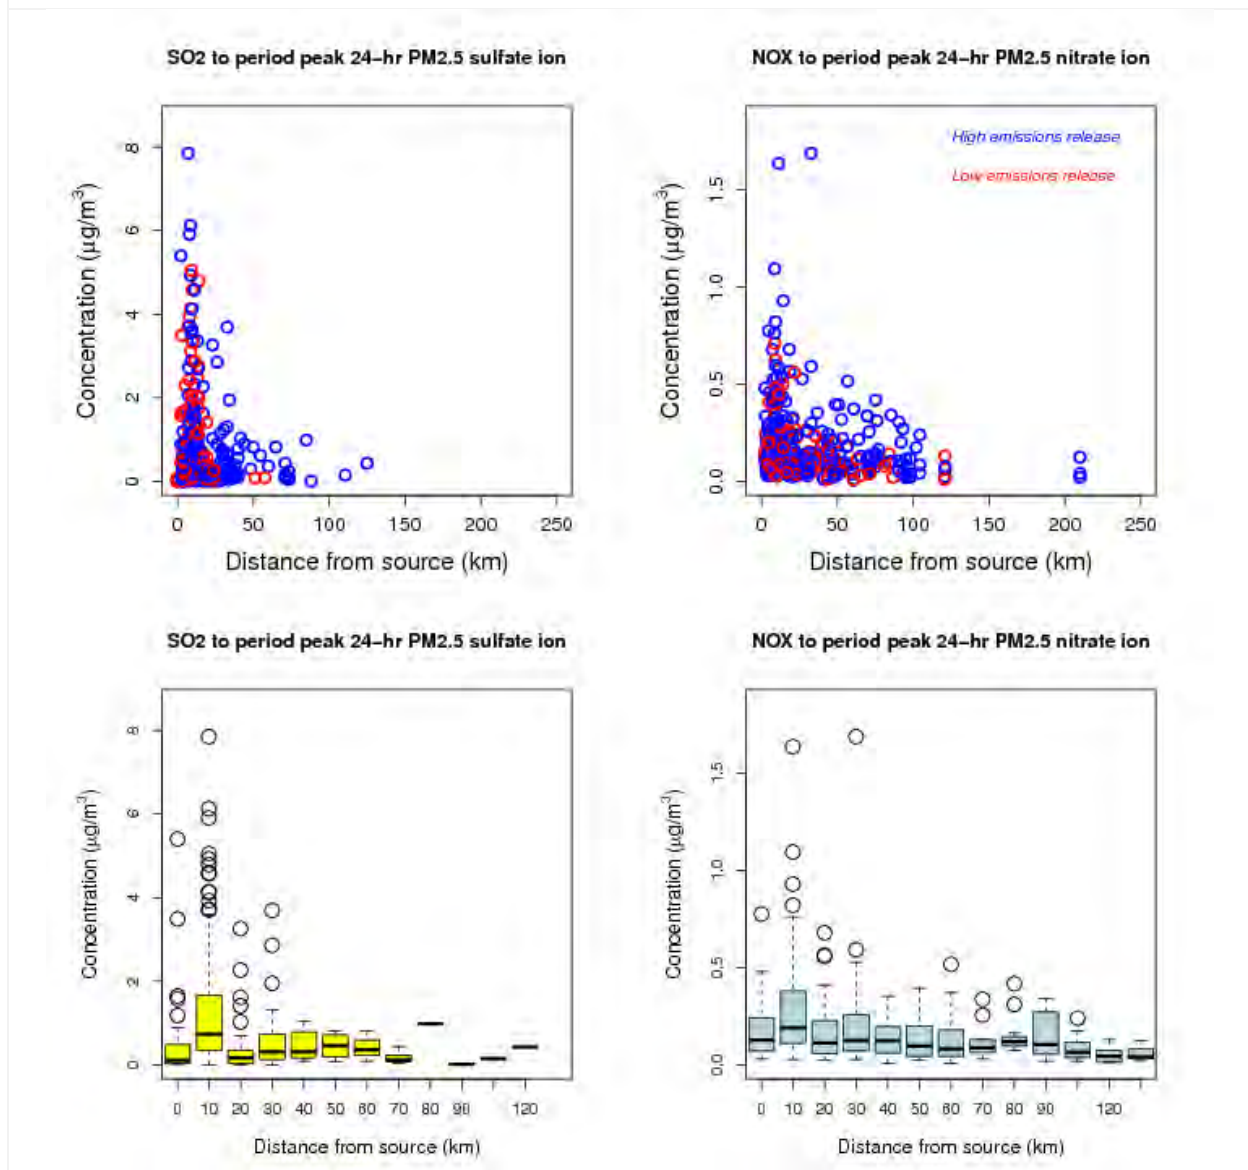 SO2 to period peak 24-hr PM2.5 sulfate ion
NOX to period peak 24-hr PM2.5 nitrate ion
High emissions release
Low emissions release
Concentration (μg/m³)
8
6
4
2
0
0 50 100 150 200 250
Distance from source (km)
Concentration (μg/m³)
1.5
1.0
0.5
0.0
0 50 100 150 200 250
Distance from source (km)
SO2 to period peak 24-hr PM2.5 sulfate ion
NOX to period peak 24-hr PM2.5 nitrate ion
Concentration (μg/m³)
8
6
4
2
0
0 10 20 30 40 50 60 70 80 90 120
Distance from source (km)
Concentration (μg/m³)
1.5
1.0
0.5
0.0
0 10 20 30 40 50 60 70 80 90 120
Distance from source (km)